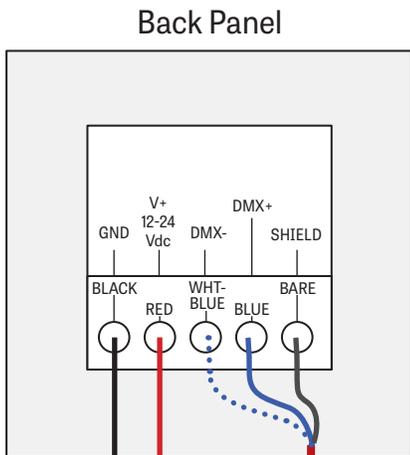 Back Panel
GND
V+
12-24
Vdc
DMX-
DMX+
SHIELD
BLACK
RED
WHT-
BLUE
BLUE
BARE